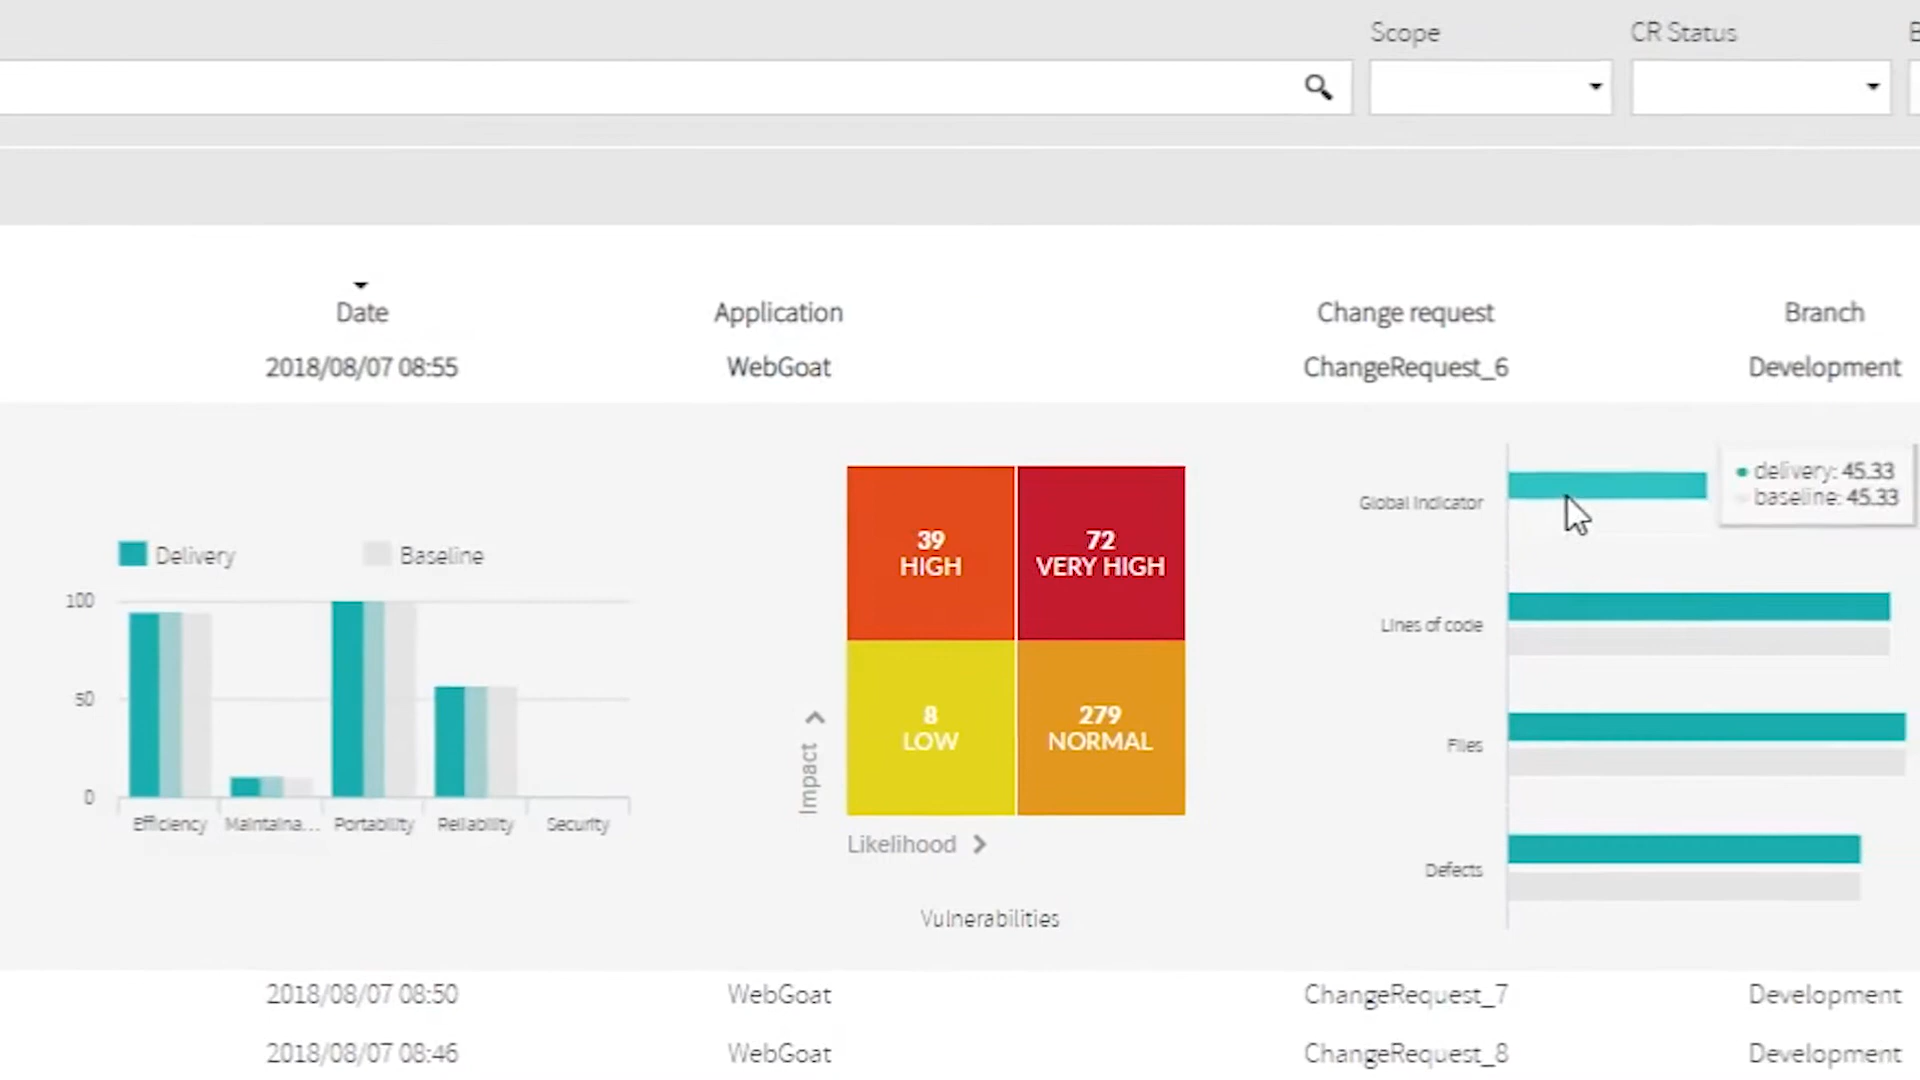 Scope
CR Status
Date
Application
Change request
Branch
2018/08/07 08:55
WebGoat
ChangeRequest_6
Development
Delivery
Baseline
100
50
0
Efficiency
Maintaina...
Portability
Reliability
Security
39
HIGH
72
VERY HIGH
8
LOW
279
NORMAL
Impact
Likelihood
Vulnerabilities
Global Indicator
delivery: 45.33
baseline: 45.33
Lines of code
Files
Defects
2018/08/07 08:50
WebGoat
ChangeRequest_7
Development
2018/08/07 08:46
WebGoat
ChangeRequest_8
Development